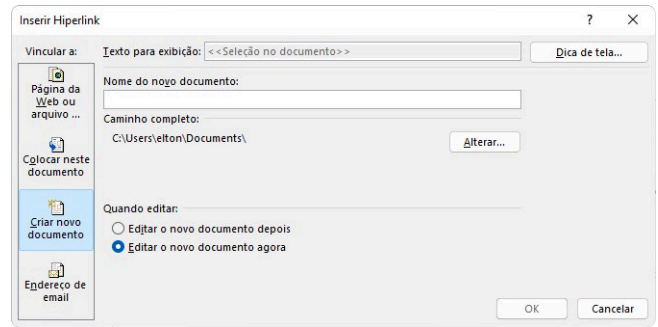 Inserir Hiperlink
?
Vincular a:
Texto para exibição: <<Seleção no documento>>
Dica de tela...
Página da
Web ou
arquivo ...
Colocar neste
documento
Criar novo
documento
Endereço de
email
Nome do novo documento:
Caminho completo:
C:\Users\elton\Documents\
Alterar...
Quando editar:
Editar o novo documento depois
Editar o novo documento agora
OK
Cancelar